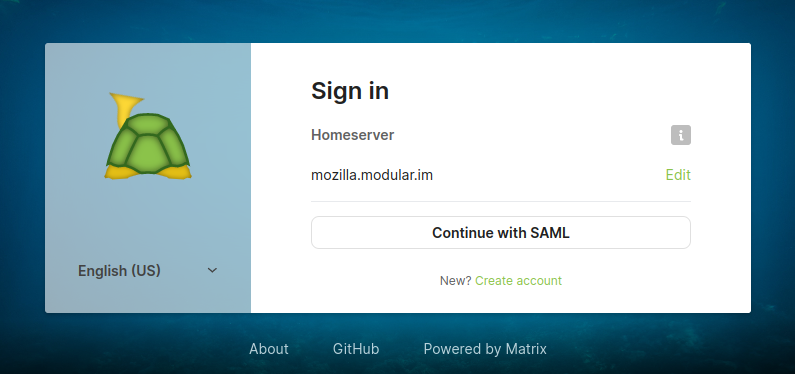 Sign in
Homeserver
mozilla.modular.im Edit
Continue with SAML
English (US)
New? Create account
About GitHub Powered by Matrix